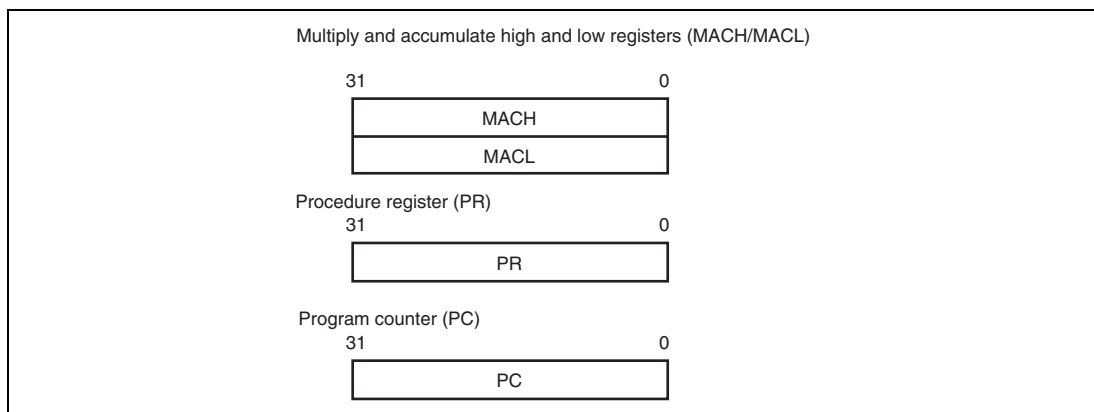 Multiply and accumulate high and low registers (MACH/MACL)
31 0
MACH
MACL
Procedure register (PR)
31 0
PR
Program counter (PC)
31 0
PC